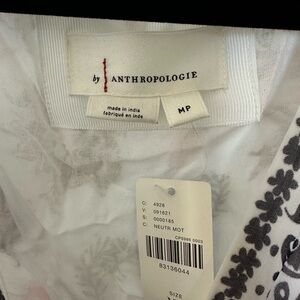 by ANTHROPOLOGIE
made in india
fabriqué en inde
MP
C: 4928
V: 091621
S: 0000185
C: NEUTR MOT
83136044
SIZE